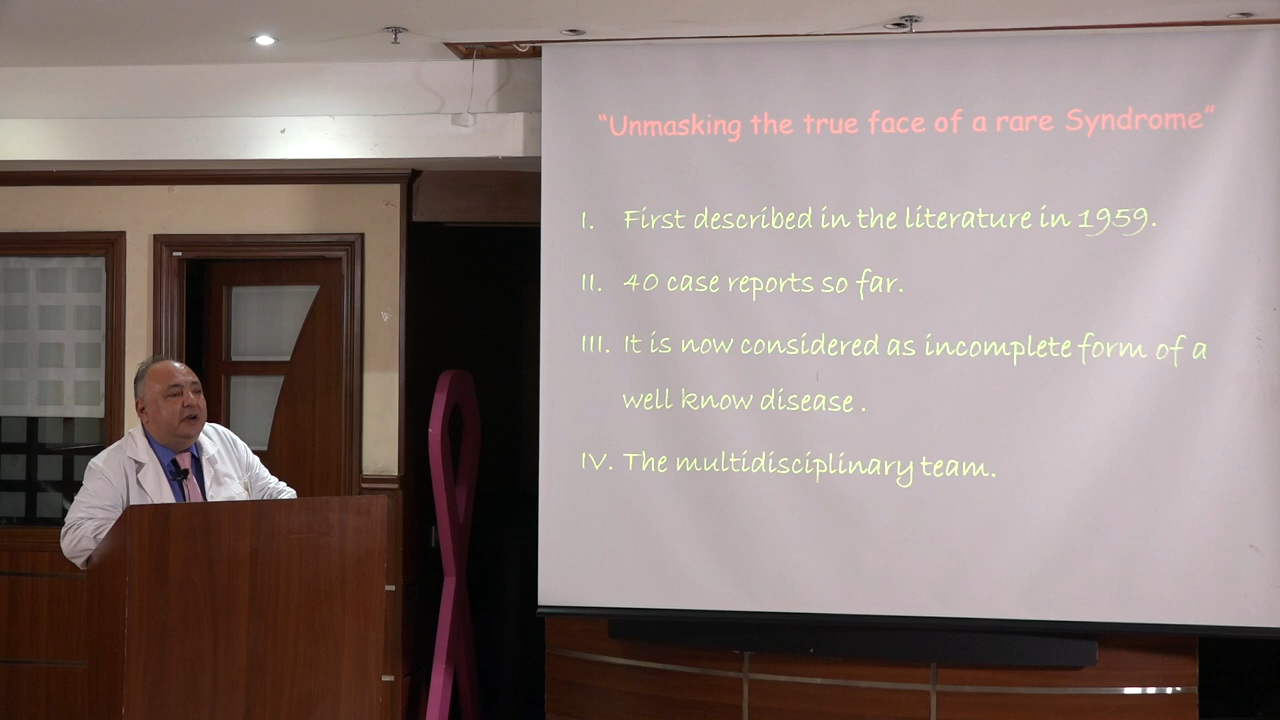 "Unmasking the true face of a rare Syndrome"
I. First described in the literature in 1959.
II. 40 case reports so far.
III. It is now considered as incomplete form of a
well know disease .
IV. The multidisciplinary team.